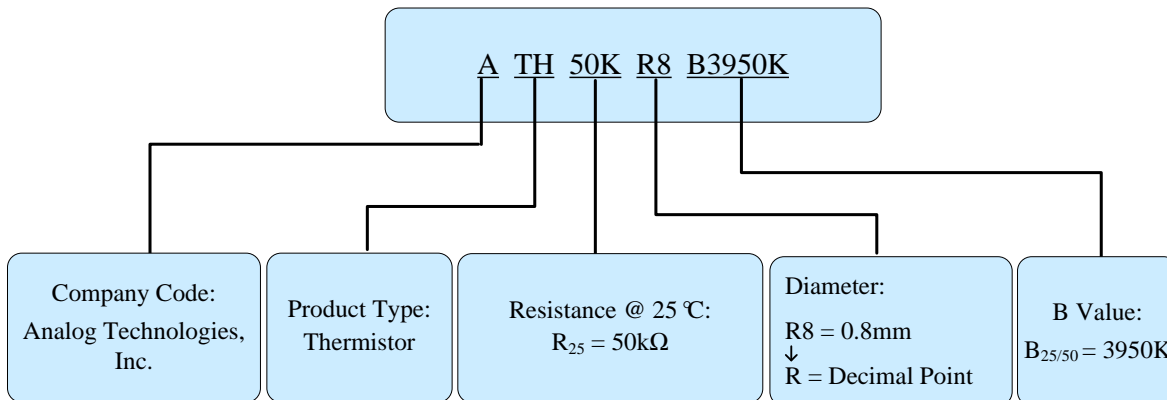 A TH 50K R8 B3950K
Company Code:
Analog Technologies,
Inc.
Product Type:
Thermistor
Resistance @ 25 ℃:
R₂₅ = 50kΩ
Diameter:
R8 = 0.8mm
↓
R = Decimal Point
B Value:
B₂₅/₅₀ = 3950K